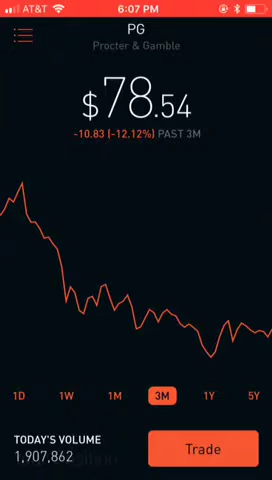 AT&T 6:07 PM
PG
Procter & Gamble
$78.54
-10.83 (-12.12%) PAST 3M
1D 1W 1M 3M 1Y 5Y
TODAY'S VOLUME
1,907,862
Trade